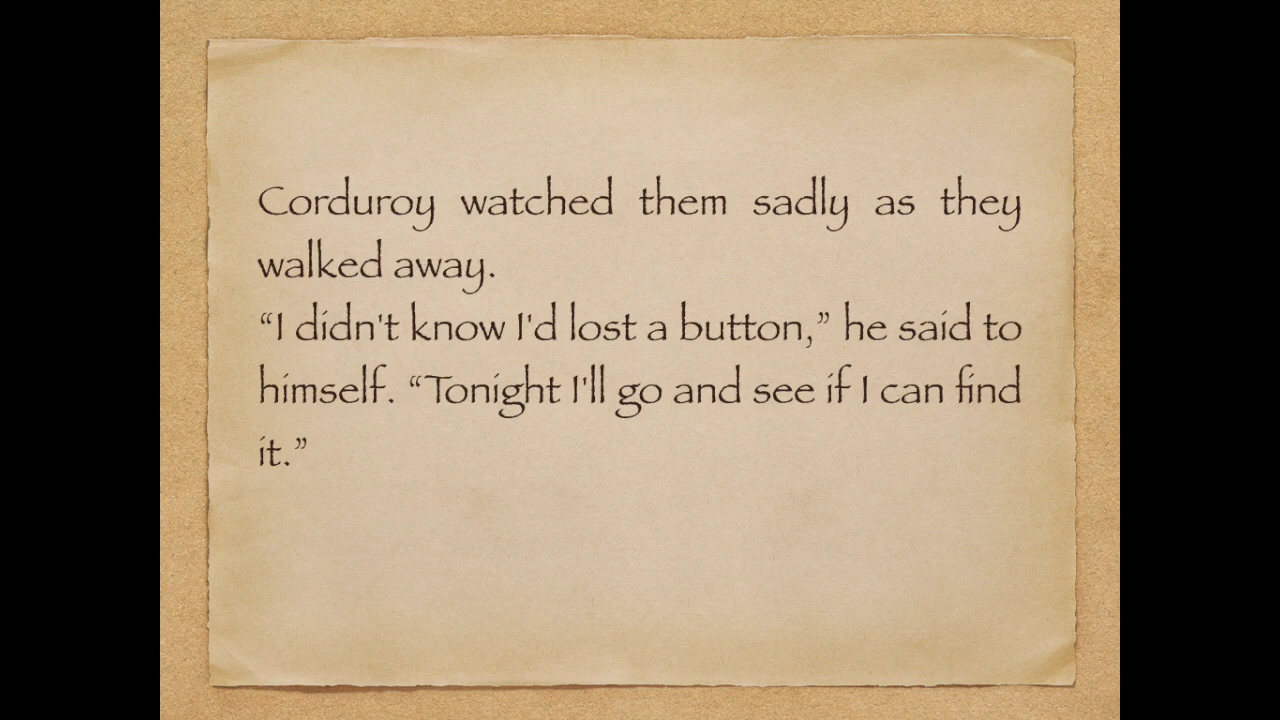 Corduroy watched them sadly as they
walked away.
“I didn't know I'd lost a button,” he said to
himself. “Tonight I'll go and see if I can find
it.”